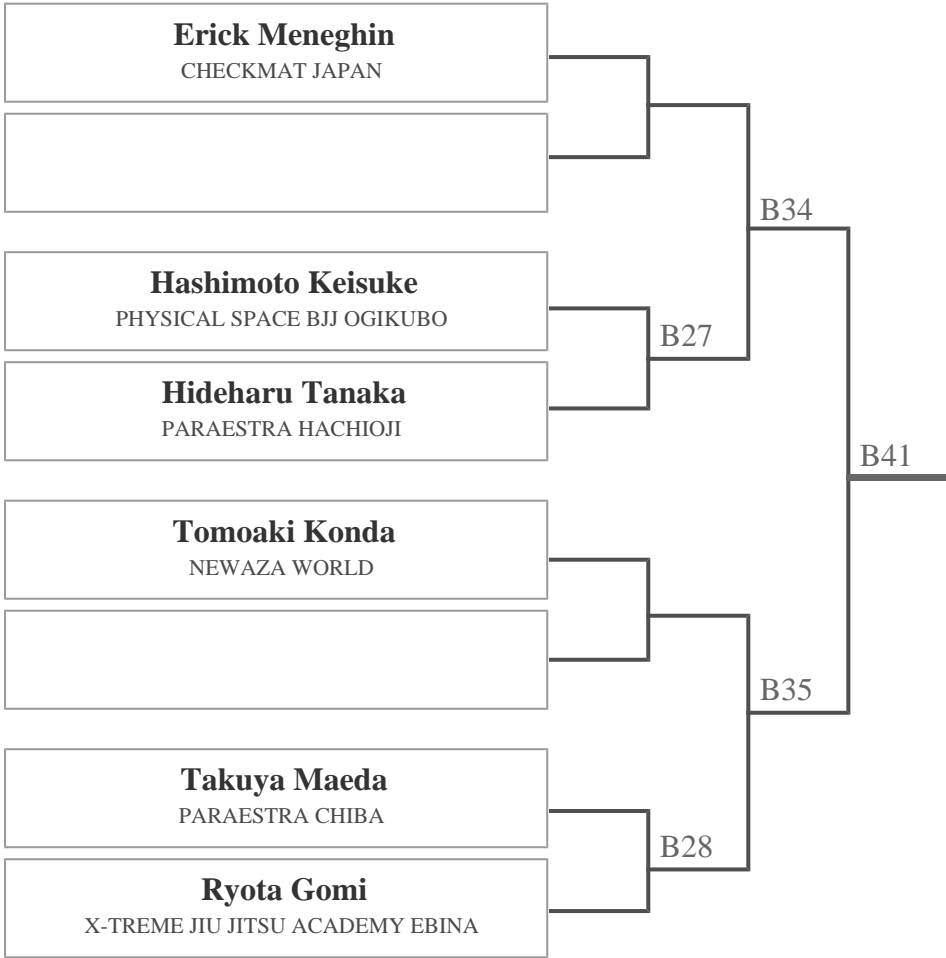 Erick Meneghin
CHECKMAT JAPAN
B34
Hashimoto Keisuke
PHYSICAL SPACE BJJ OGIKUBO
B27
Hideharu Tanaka
PARAESTRA HACHIOJI
B41
Tomoaki Konda
NEWAZA WORLD
B35
Takuya Maeda
PARAESTRA CHIBA
B28
Ryota Gomi
X-TREME JIU JITSU ACADEMY EBINA